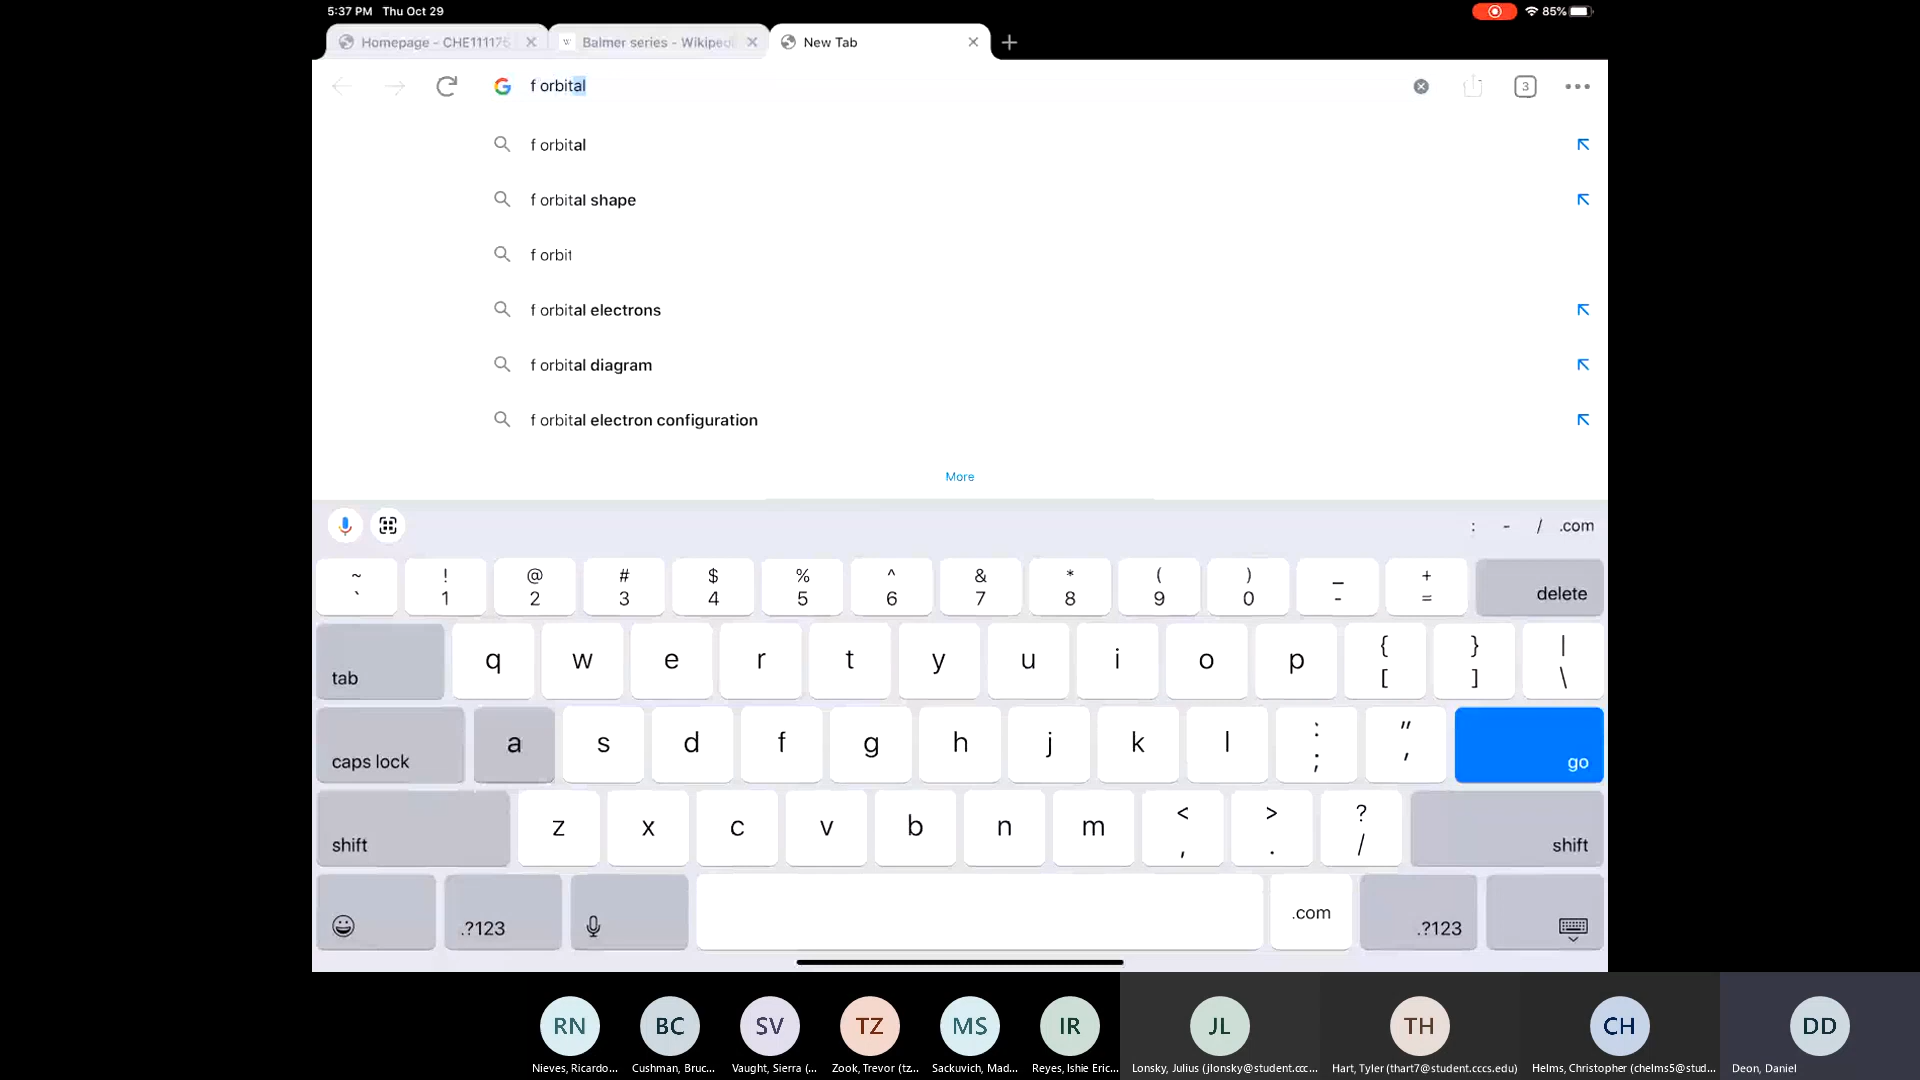 5:37 PM Thu Oct 29
85%
Homepage - CHE111175
Balmer series - Wikiped
New Tab
f orbital
3
f orbital
f orbital shape
f orbit
f orbital electrons
f orbital diagram
f orbital electron configuration
More
: - / .com
~ ! @ # $ % ^ & * ( ) _ +
` 1 2 3 4 5 6 7 8 9 0 - = delete
tab q w e r t y u i o p { [ } ] | \
caps lock a s d f g h j k l : ; " ' go
shift z x c v b n m < , > . ? / shift
.?123 .com .?123
RN BC SV TZ MS IR JL TH CH DD
Nieves, Ricardo... Cushman, Bruc... Vaught, Sierra (... Zook, Trevor (tz... Sackuvich, Mad... Reyes, Ishie Eric... Lonsky, Julius (jlonsky@student.ccc... Hart, Tyler (thart7@student.cccs.edu) Helms, Christopher (chelms5@stud... Deon, Daniel